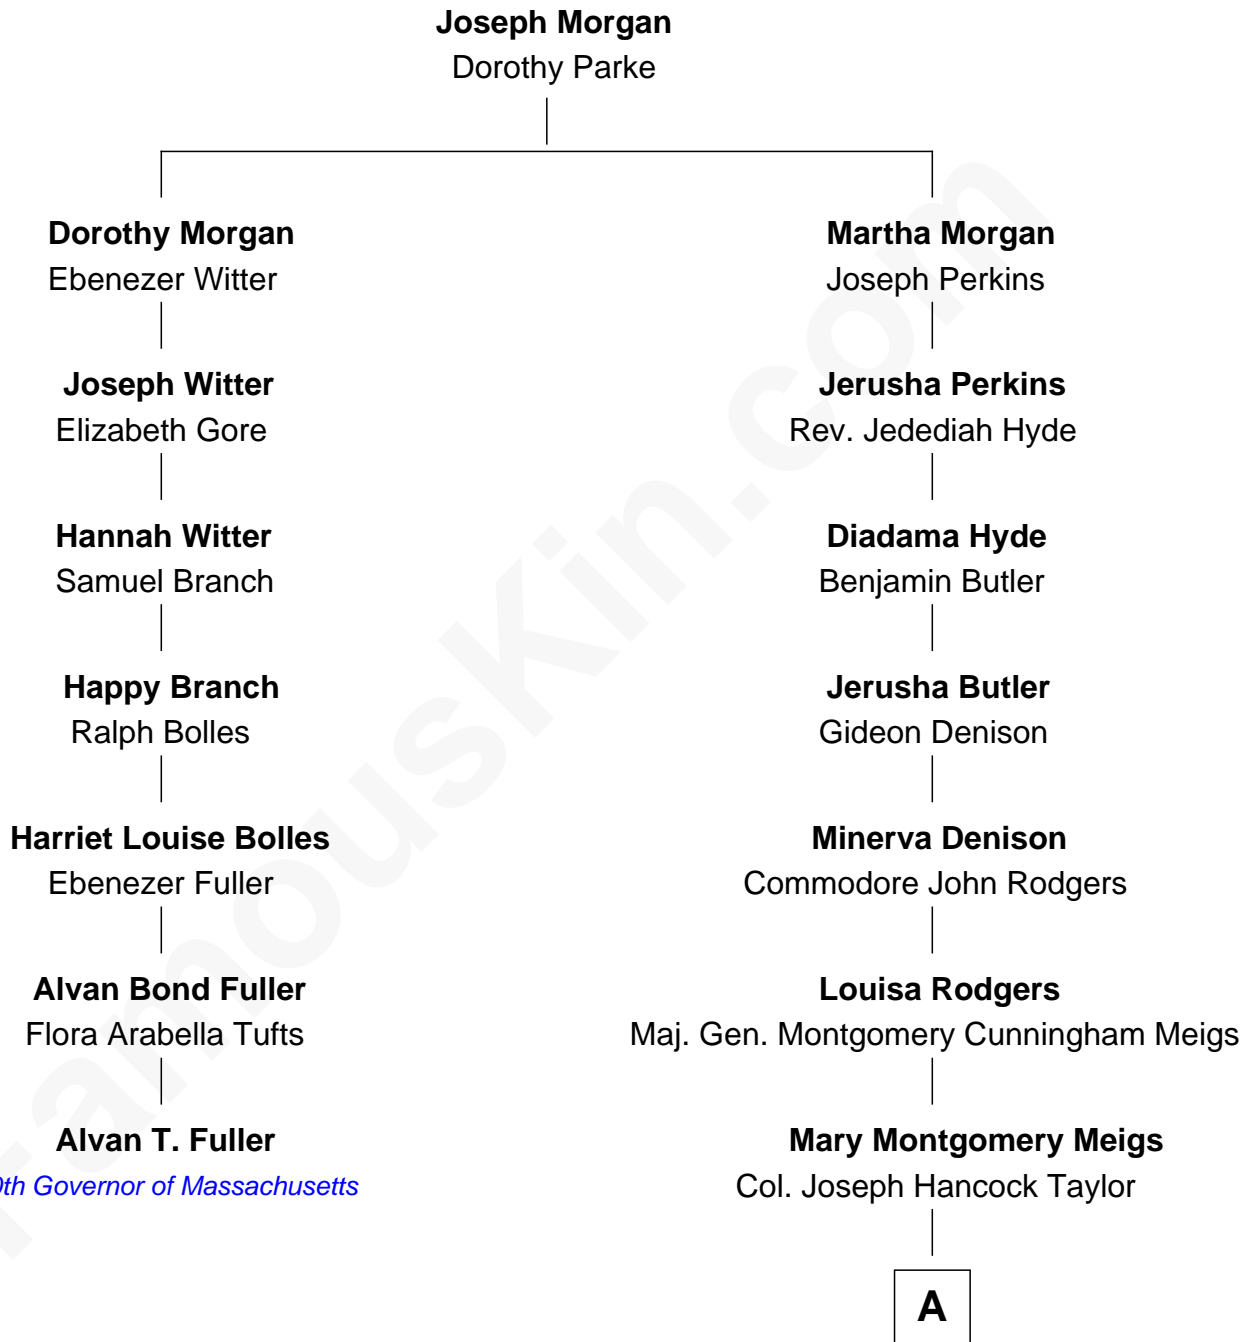 Joseph Morgan
Dorothy Parke
Dorothy Morgan
Ebenezer Witter
Martha Morgan
Joseph Perkins
Joseph Witter
Elizabeth Gore
Jerusha Perkins
Rev. Jedediah Hyde
Hannah Witter
Samuel Branch
Diadama Hyde
Benjamin Butler
Happy Branch
Ralph Bolles
Jerusha Butler
Gideon Denison
Harriet Louise Bolles
Ebenezer Fuller
Minerva Denison
Commodore John Rodgers
Alvan Bond Fuller
Flora Arabella Tufts
Louisa Rodgers
Maj. Gen. Montgomery Cunningham Meigs
Alvan T. Fuller
0th Governor of Massachusetts
Mary Montgomery Meigs
Col. Joseph Hancock Taylor
A
FamousKin.com